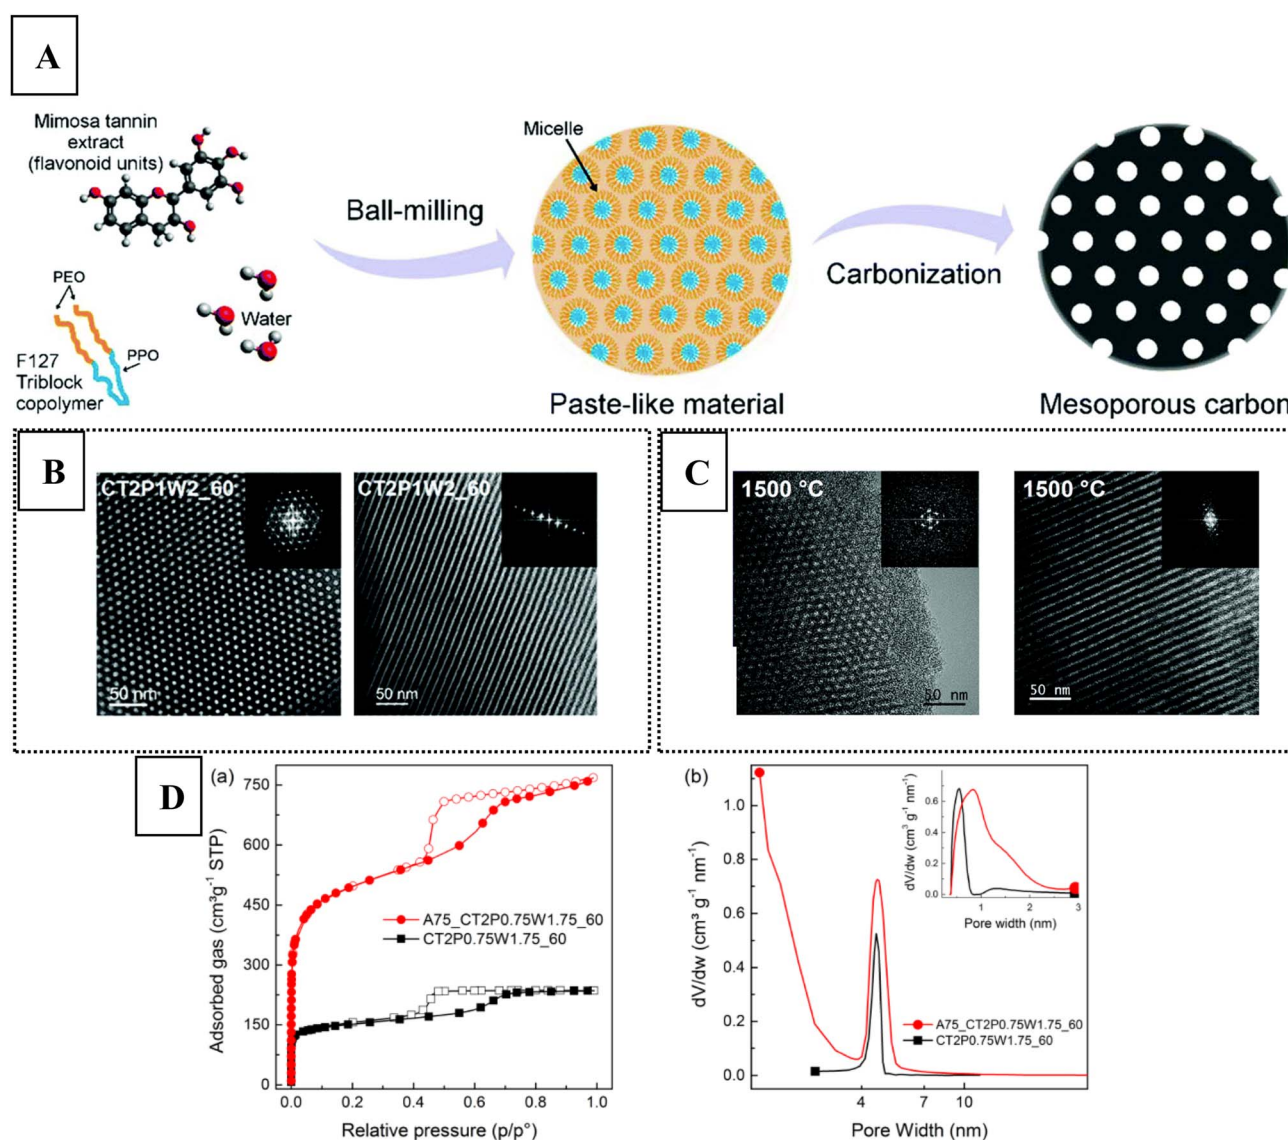 A
Mimosa tannin
extract
(flavonoid units)
PEO
Water
PPO
F127
Triblock
copolymer
Ball-milling
Micelle
Paste-like material
Carbonization
Mesoporous carbon
B
CT2P1W2_60
50 nm
CT2P1W2_60
50 nm
C
1500 °C
50 nm
1500 °C
50 nm
D
(a)
Adsorbed gas (cm³g⁻¹ STP)
750
600
450
300
150
0
A75_CT2P0.75W1.75_60
CT2P0.75W1.75_60
0.0 0.2 0.4 0.6 0.8 1.0
Relative pressure (p/p°)
(b)
dV/dw (cm³ g⁻¹ nm⁻¹)
1.0
0.8
0.6
0.4
0.2
0.0
dV/dw (cm³ g⁻¹ nm⁻¹)
0.6
0.4
0.2
0.0
1 2 3
Pore width (nm)
A75_CT2P0.75W1.75_60
CT2P0.75W1.75_60
4 7 10
Pore Width (nm)